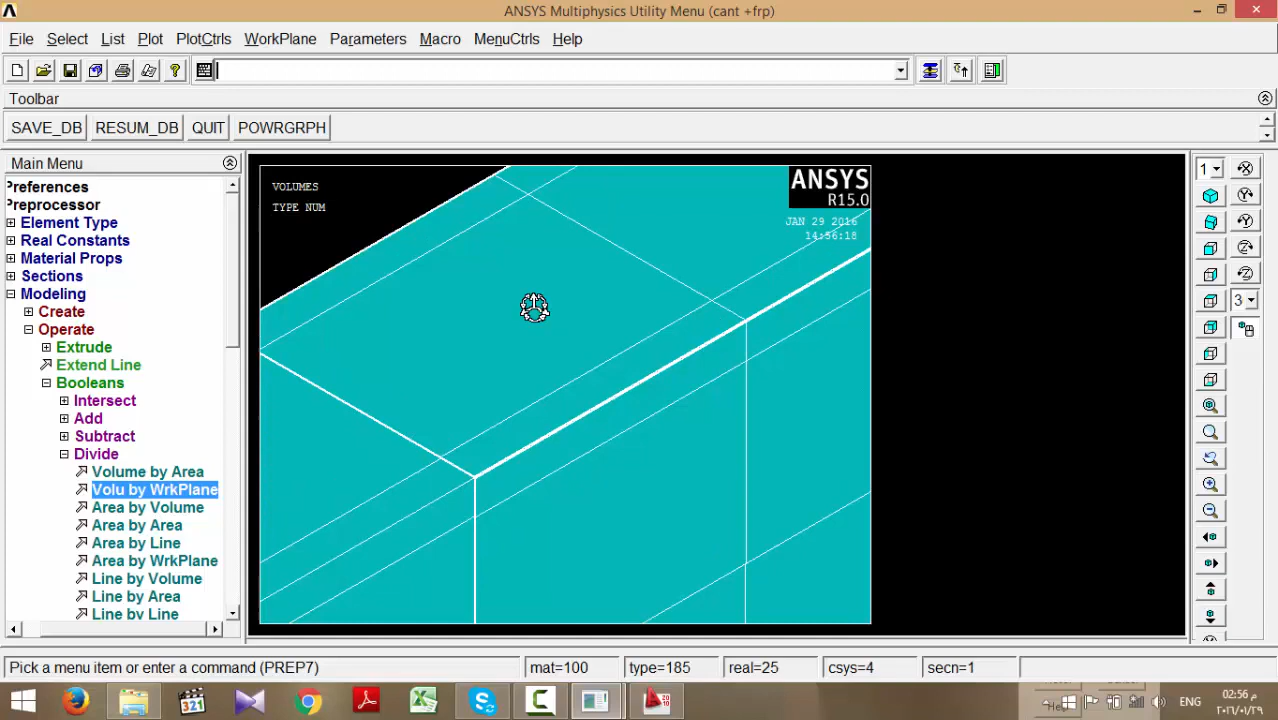 ANSYS Multiphysics Utility Menu (cant +frp)
File Select List Plot PlotCtrls WorkPlane Parameters Macro MenuCtrls Help
Toolbar
SAVE_DB RESUM_DB QUIT POWRGRPH
Main Menu
Preferences
Preprocessor
Element Type
Real Constants
Material Props
Sections
Modeling
Create
Operate
Extrude
Extend Line
Booleans
Intersect
Add
Subtract
Divide
Volume by Area
Volu by WrkPlane
Area by Volume
Area by Area
Area by Line
Area by WrkPlane
Line by Volume
Line by Area
Line by Line
VOLUMES
TYPE NUM
ANSYS
R15.0
JAN 29 2016
14:56:18
1
3
Pick a menu item or enter a command (PREP7) mat=100 type=185 real=25 csys=4 secn=1
321
2010
ENG
02:56 م
٢٠١٦/٠١/٢٩